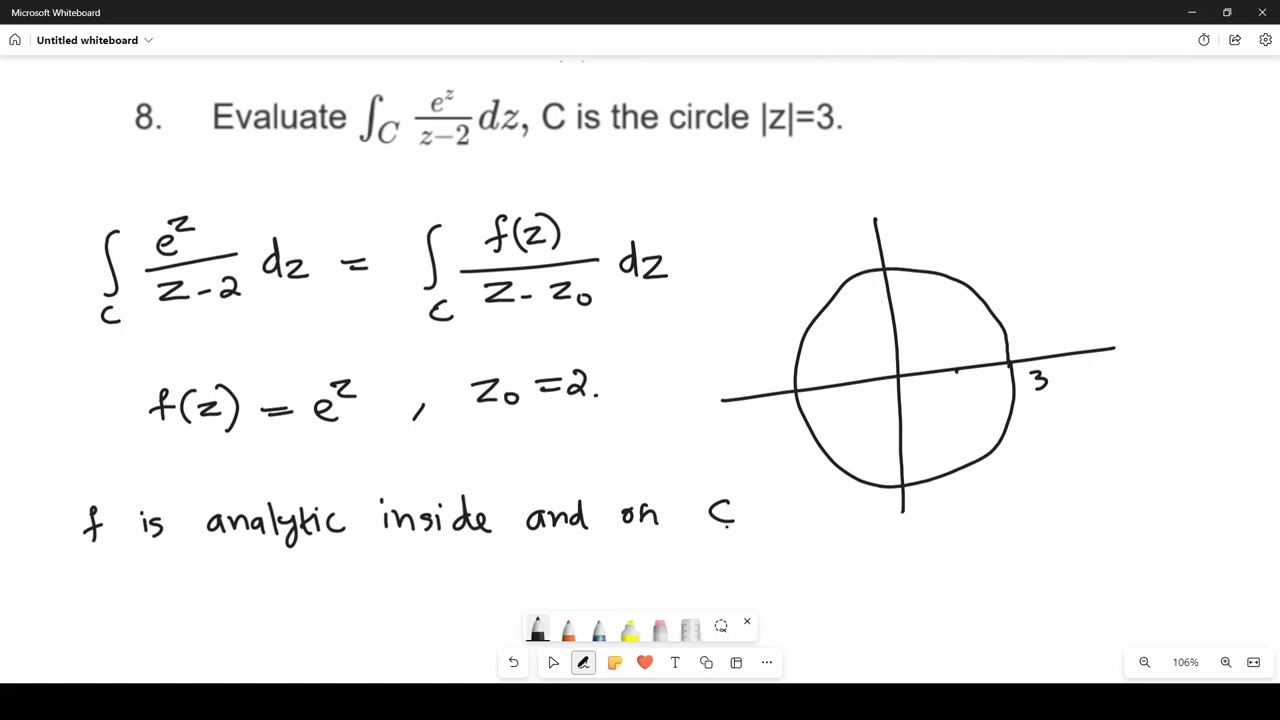 Microsoft Whiteboard
Untitled whiteboard
8. Evaluate ∫_C e^z/(z−2) dz, C is the circle |z|=3.
∫_C e^z/(z-2) dz = ∫_C f(z)/(z-z₀) dz
3
f(z) = e^z , z₀ = 2.
f is analytic inside and on C
T
106%